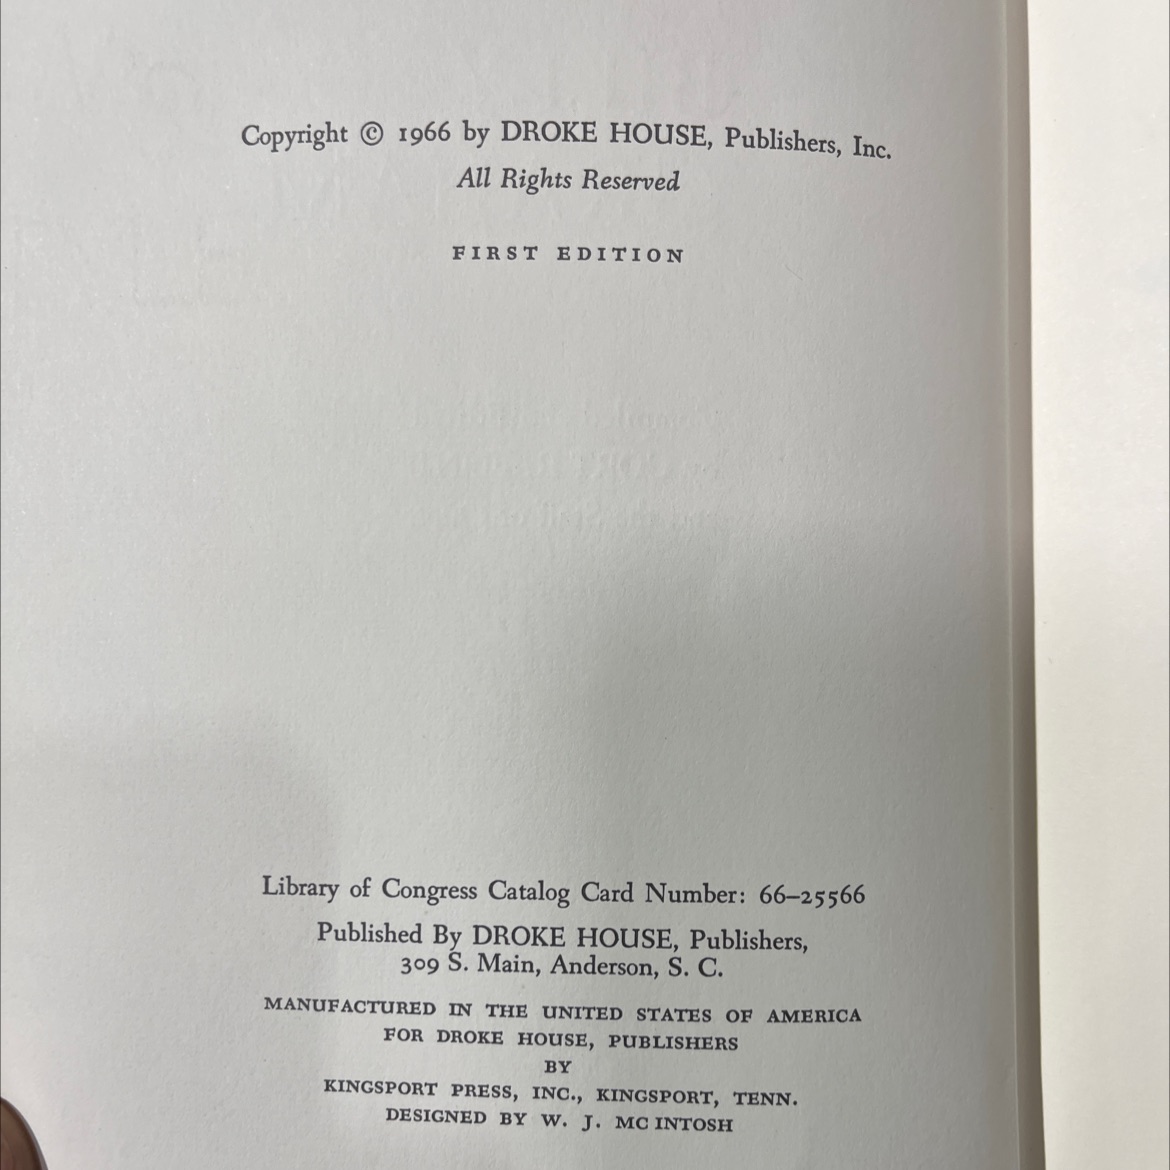 Copyright © 1966 by DROKE HOUSE, Publishers, Inc.
All Rights Reserved
FIRST EDITION
Library of Congress Catalog Card Number: 66–25566
Published By DROKE HOUSE, Publishers,
309 S. Main, Anderson, S. C.
MANUFACTURED IN THE UNITED STATES OF AMERICA
FOR DROKE HOUSE, PUBLISHERS
BY
KINGSPORT PRESS, INC., KINGSPORT, TENN.
DESIGNED BY W. J. MC INTOSH